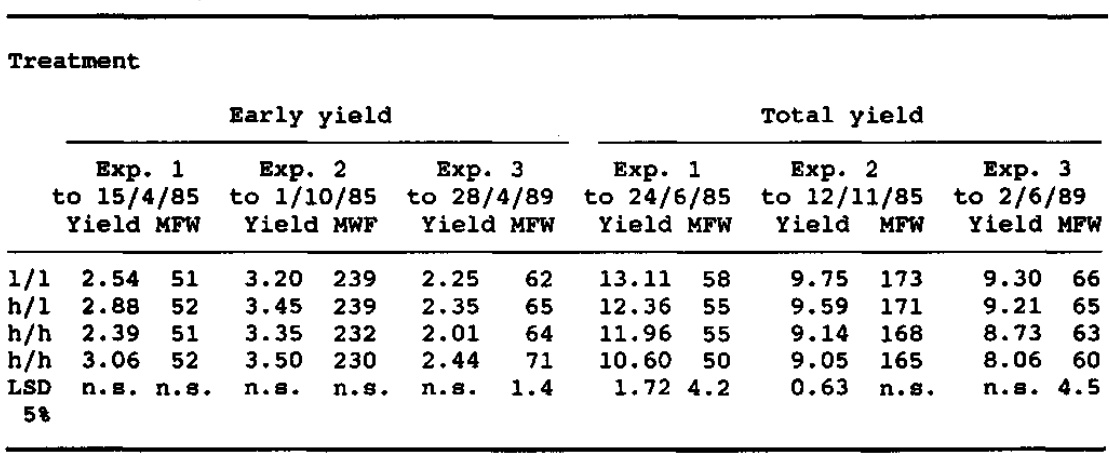 Treatment
Early yield Total yield
Exp. 1 Exp. 2 Exp. 3 Exp. 1 Exp. 2 Exp. 3
to 15/4/85 to 1/10/85 to 28/4/89 to 24/6/85 to 12/11/85 to 2/6/89
Yield MFW Yield MWF Yield MFW Yield MFW Yield MFW Yield MFW
l/l 2.54 51 3.20 239 2.25 62 13.11 58 9.75 173 9.30 66
h/l 2.88 52 3.45 239 2.35 65 12.36 55 9.59 171 9.21 65
h/h 2.39 51 3.35 232 2.01 64 11.96 55 9.14 168 8.73 63
h/h 3.06 52 3.50 230 2.44 71 10.60 50 9.05 165 8.06 60
LSD n.s. n.s. n.s. n.s. n.s. 1.4 1.72 4.2 0.63 n.s. n.s. 4.5
5%